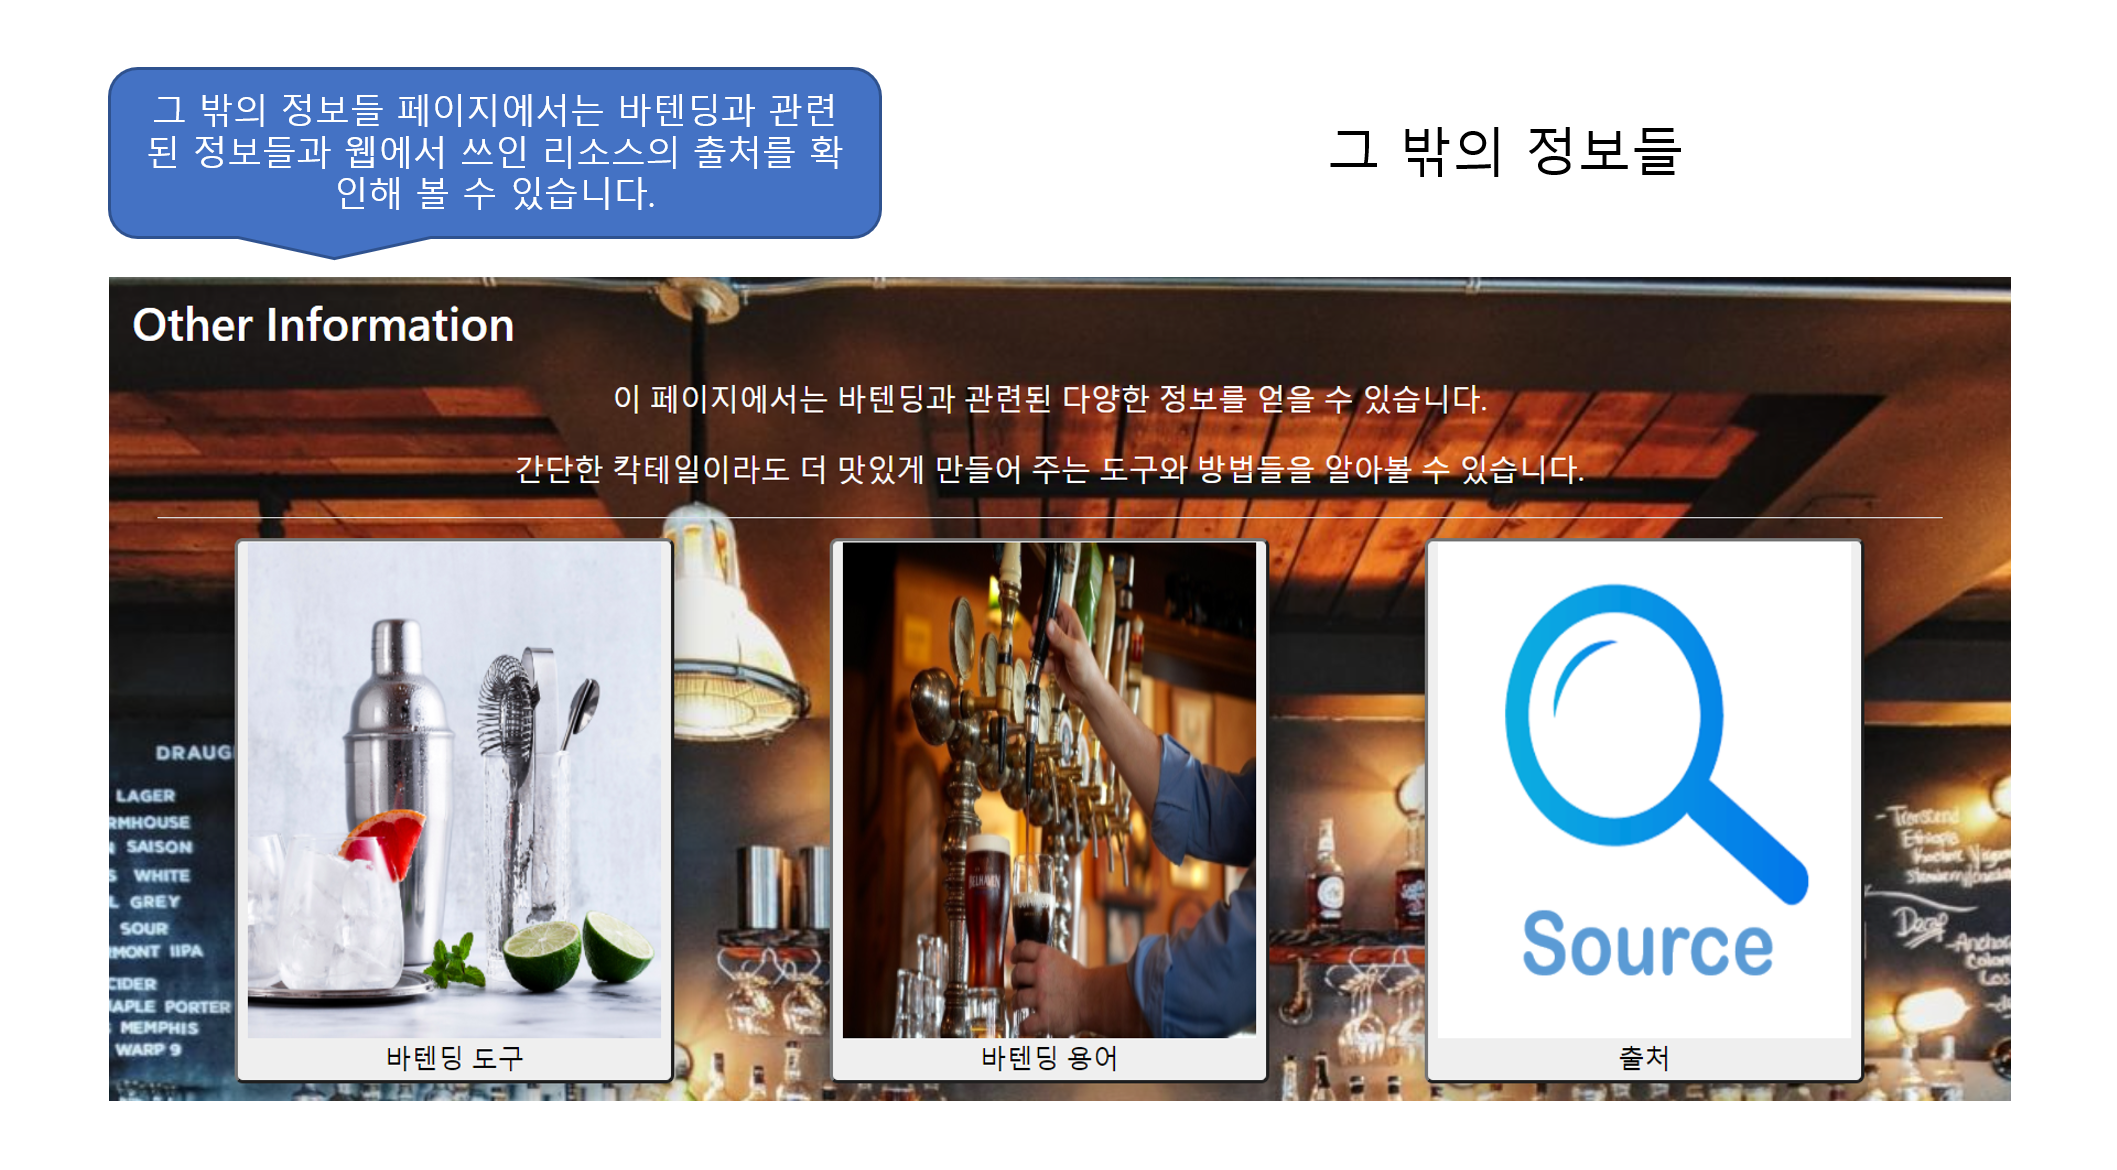 그 밖의 정보들 페이지에서는 바텐딩과 관련
된 정보들과 웹에서 쓰인 리소스의 출처를 확
인해 볼 수 있습니다.
그 밖의 정보들
Other Information
이 페이지에서는 바텐딩과 관련된 다양한 정보를 얻을 수 있습니다.
간단한 칵테일이라도 더 맛있게 만들어 주는 도구와 방법들을 알아볼 수 있습니다.
DRAUG
LAGER
RMHOUSE
SAISON
WHITE
GREY
SOUR
MONT IIPA
CIDER
APLE PORTER
MEMPHIS
WARP 9
BELHAVEN
Source
Decaf
바텐딩 도구
바텐딩 용어
출처